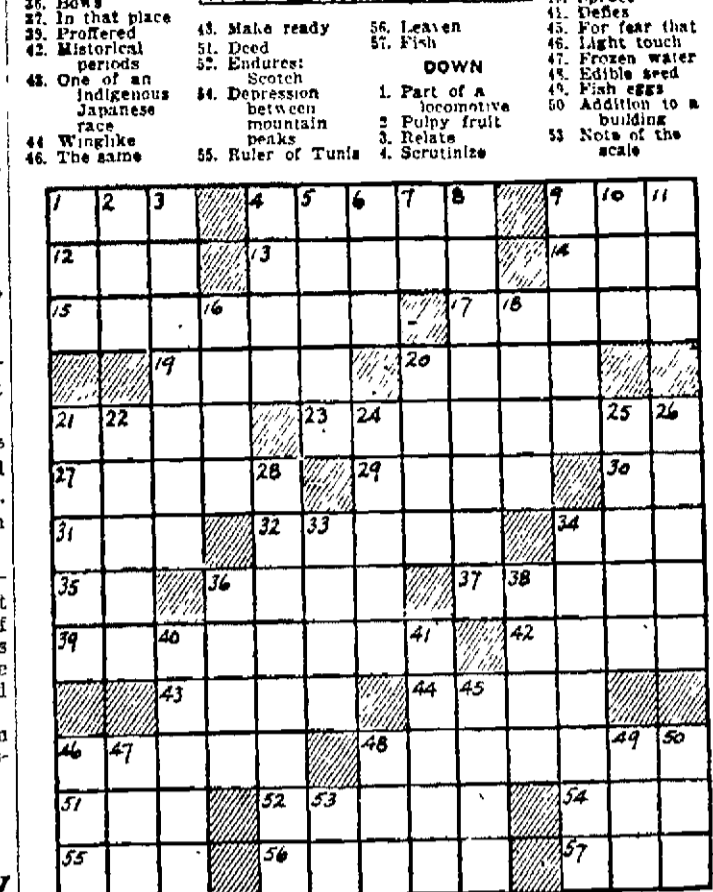 36. Bows
37. In that place
39. Proffered
42. Historical
periods
43. One of an
indigenous
Japanese
race
44 Winglike
46. The same
48. Make ready
51. Deed
52. Endures:
Scotch
54. Depression
between
mountain
peaks
55. Ruler of Tunis
56. Leaven
57. Fish
DOWN
1. Part of a
locomotive
2 Pulpy fruit
3. Relate
4. Scrutinize
41. Defies
45. For fear that
46. Light touch
47. Frozen water
48. Edible seed
49. Fish eggs
50 Addition to a
building
53 Note of the
scale
1 2 3 4 5 6 7 8 9 10 11
12 13 14
15 16 17 18
19 20
21 22 23 24 25 26
27 28 29 30
31 32 33 34
35 36 37 38
39 40 41 42
43 44 45
46 47 48 49 50
51 52 53 54
55 56 57